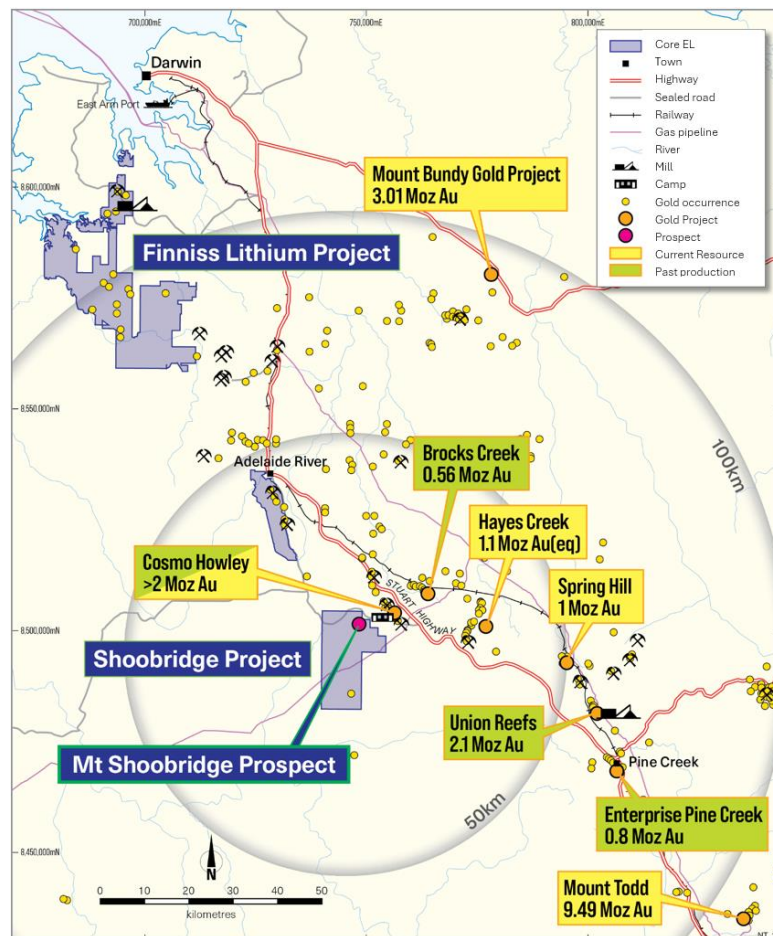 700,000mE
750,000mE
800,000mE
Darwin
East Arm Port
Core EL
Town
Highway
Sealed road
Railway
Gas pipeline
River
Mill
Camp
Gold occurrence
Gold Project
Prospect
Current Resource
Past production
8,600,000mN
Mount Bundy Gold Project
3.01 Moz Au
Finniss Lithium Project
8,550,000mN
100km
Adelaide River
Brocks Creek
0.56 Moz Au
Hayes Creek
1.1 Moz Au(eq)
Cosmo Howley
>2 Moz Au
STUART HIGHWAY
Spring Hill
1 Moz Au
8,500,000mN
Shoobridge Project
Union Reefs
2.1 Moz Au
Mt Shoobridge Prospect
Pine Creek
50km
Enterprise Pine Creek
0.8 Moz Au
8,450,000mN
N
0 10 20 30 40 50
kilometres
Mount Todd
9.49 Moz Au